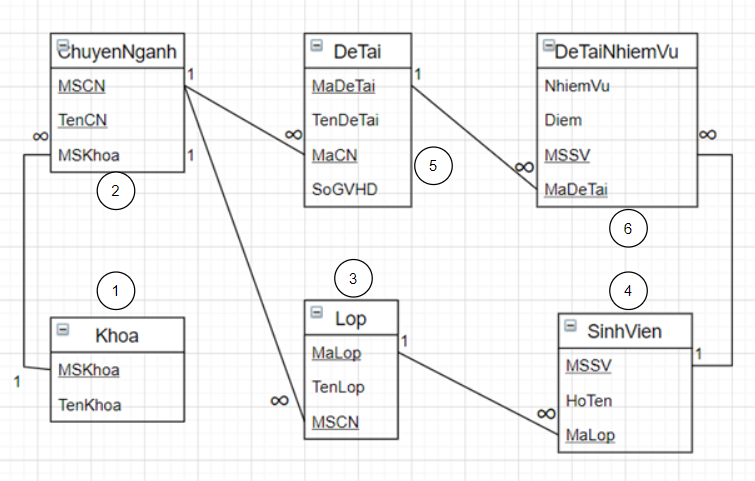 ChuyenNganh
MSCN
TenCN
MSKhoa
1
1
∞
2
DeTai
MaDeTai
TenDeTai
MaCN
SoGVHD
1
∞
5
DeTaiNhiemVu
NhiemVu
Diem
MSSV
MaDeTai
∞
∞
6
1
Khoa
MSKhoa
TenKhoa
1
3
Lop
MaLop
TenLop
MSCN
1
∞
4
SinhVien
MSSV
HoTen
MaLop
1
∞